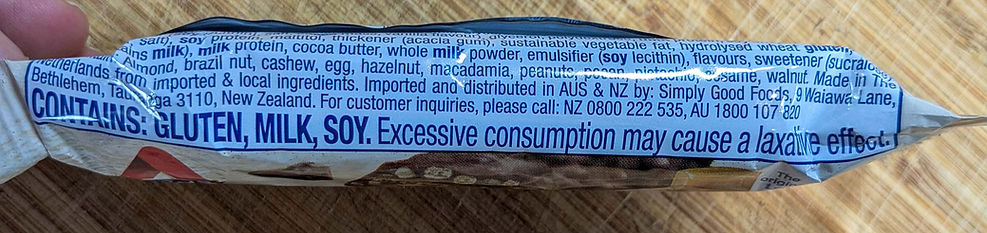 salt), soy protein, maltitol, thickener (acacia gum), sustainable vegetable fat, hydrolysed wheat gluten,
milk), milk protein, cocoa butter, whole milk powder, emulsifier (soy lecithin), flavours, sweetener (sucralose
Almond, brazil nut, cashew, egg, hazelnut, macadamia, peanuts, pecan, pistachio, sesame, walnut. Made in The
Netherlands from imported & local ingredients. Imported and distributed in AUS & NZ by: Simply Good Foods, 9 Waiawa Lane,
Bethlehem, Tauranga 3110, New Zealand. For customer inquiries, please call: NZ 0800 222 535, AU 1800 107 820
CONTAINS: GLUTEN, MILK, SOY. Excessive consumption may cause a laxative effect.
The